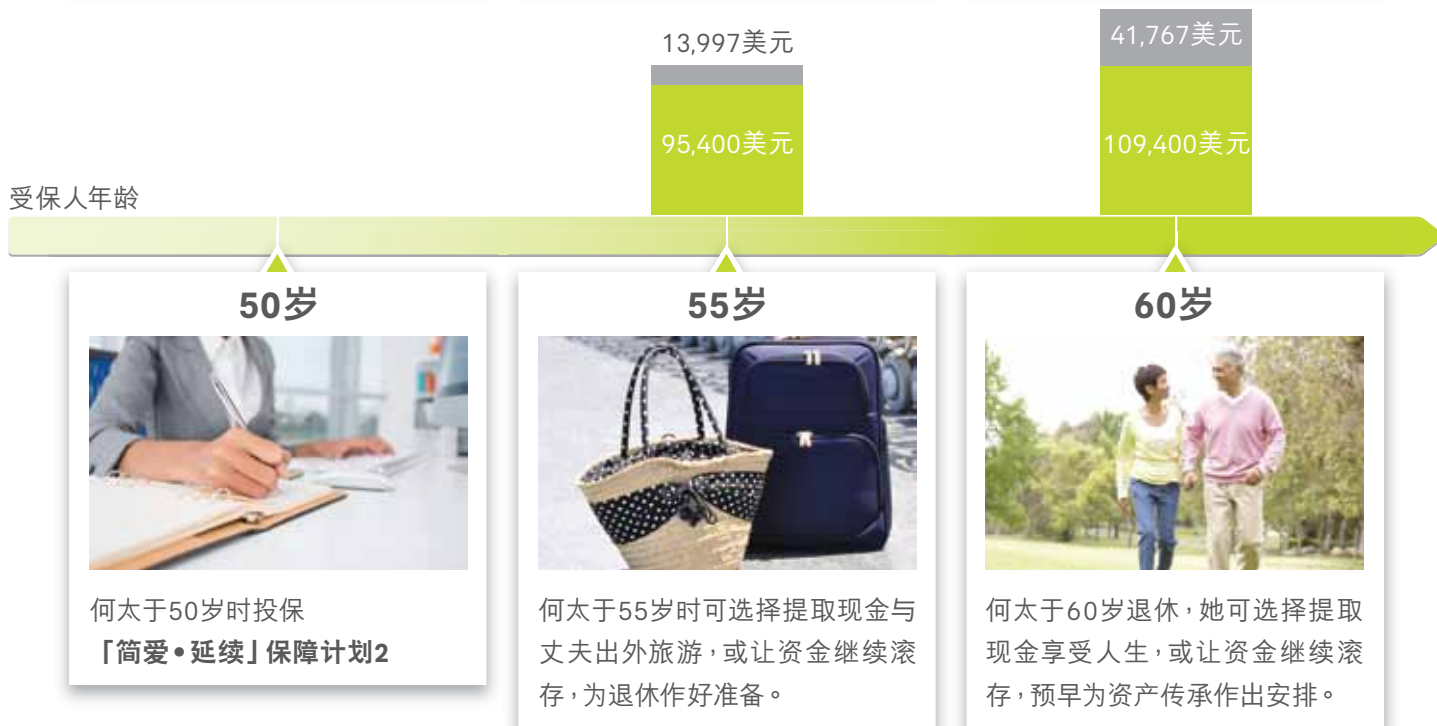 13,997美元
41,767美元
95,400美元
109,400美元
受保人年龄
50岁
何太于50岁时投保
「简爱•延续」保障计划2
55岁
何太于55岁时可选择提取现金与
丈夫出外旅游，或让资金继续滚
存，为退休作好准备。
60岁
何太于60岁退休，她可选择提取
现金享受人生，或让资金继续滚
存，预早为资产传承作出安排。